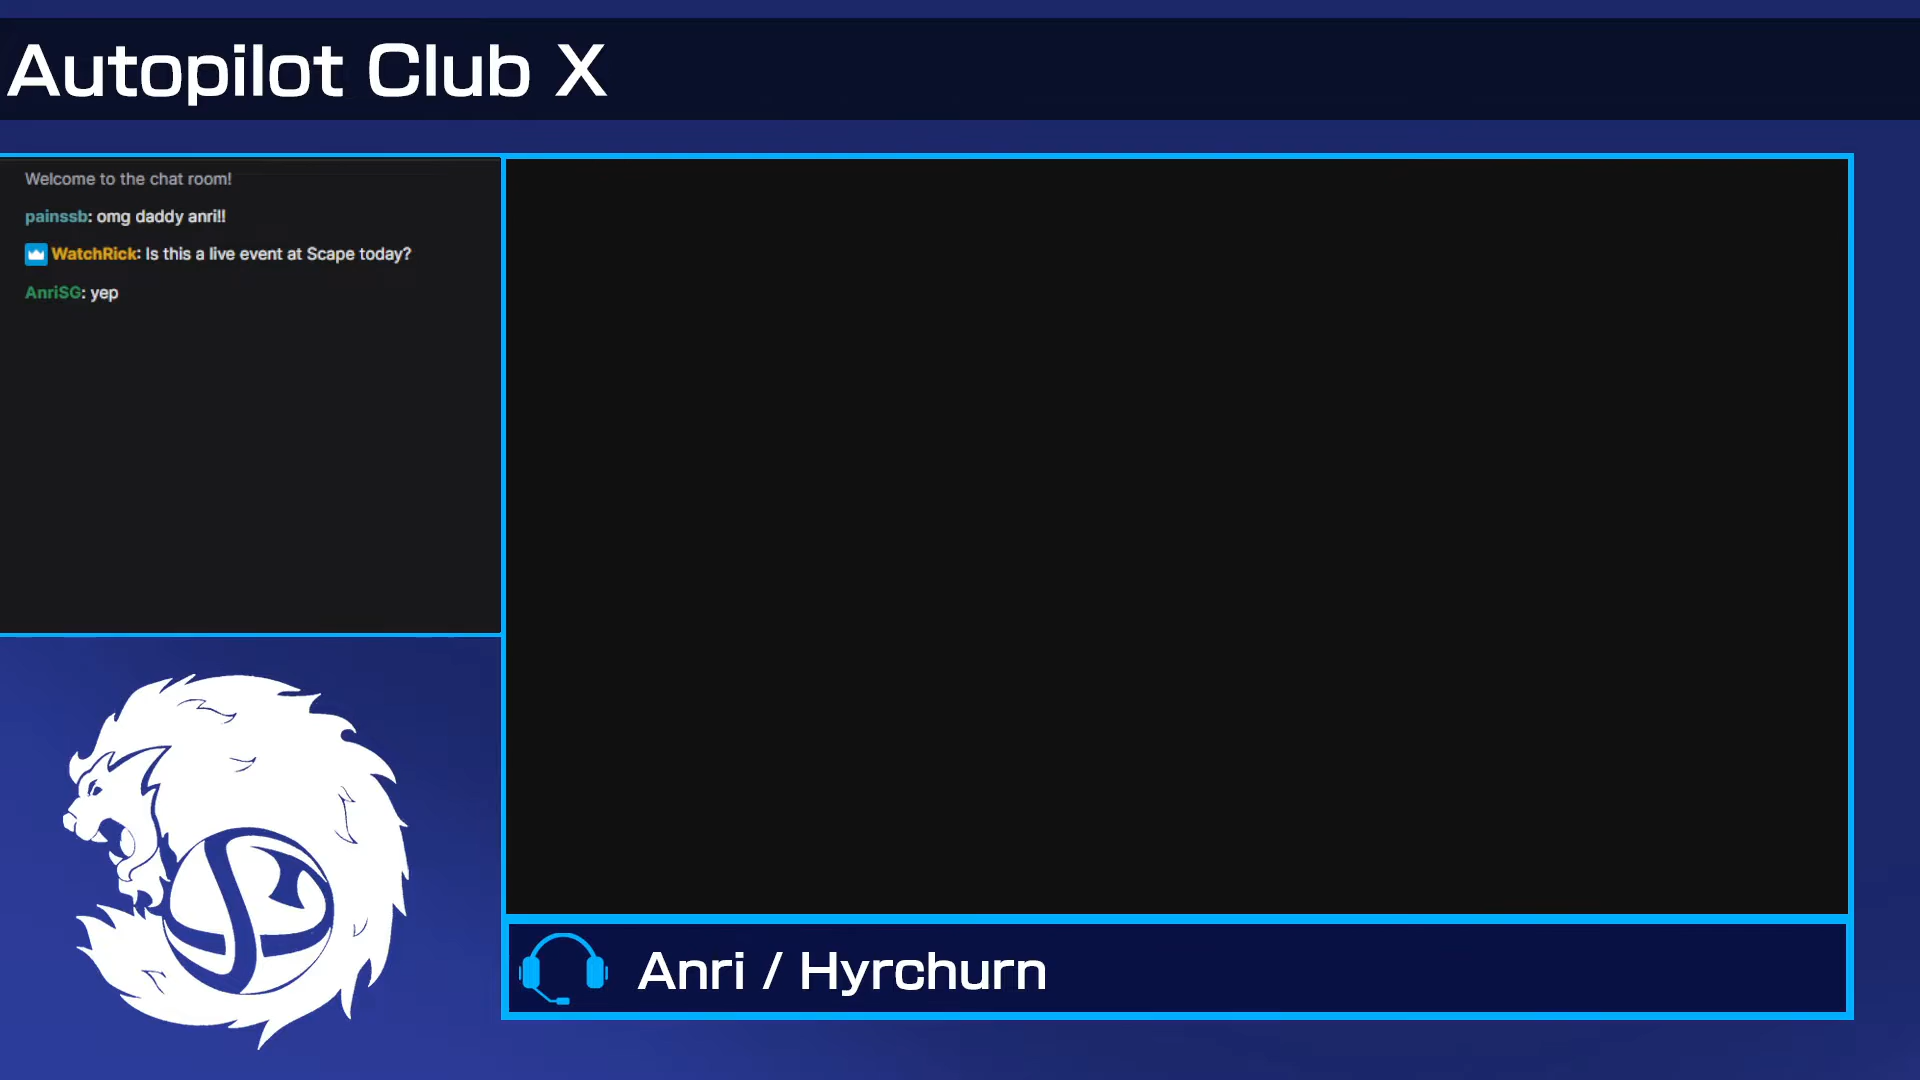 Autopilot Club X
Welcome to the chat room!
painssb: omg daddy anri!!
WatchRick: Is this a live event at Scape today?
AnriSG: yep
Anri / Hyrchurn